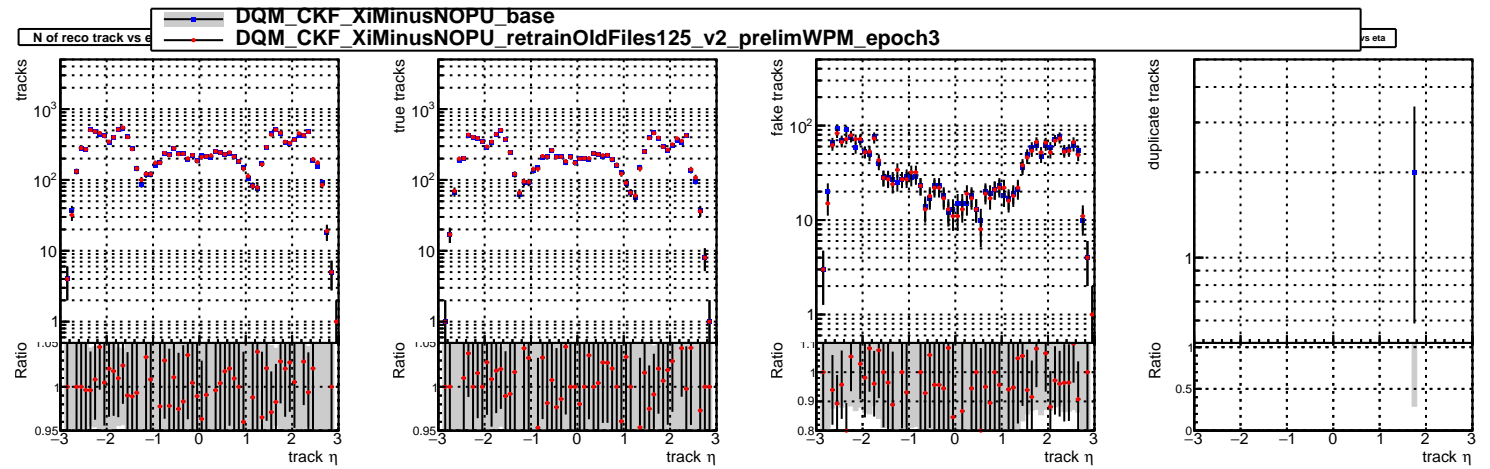 DQM_CKF_XiMinusNOPU_base
DQM_CKF_XiMinusNOPU_retrainOldFiles125_v2_prelimWPM_epoch3
N of reco track vs e
vs eta
tracks
10³
10²
10
1
Ratio
1.05
1
0.95
−3 −2 −1 0 1 2 3
track η
true tracks
10³
10²
10
1
Ratio
1.05
1
0.95
−3 −2 −1 0 1 2 3
track η
fake tracks
10²
10
1
Ratio
1.1
1
0.9
0.8
−3 −2 −1 0 1 2 3
track η
duplicate tracks
1
Ratio
1
0.5
0
−3 −2 −1 0 1 2 3
track η